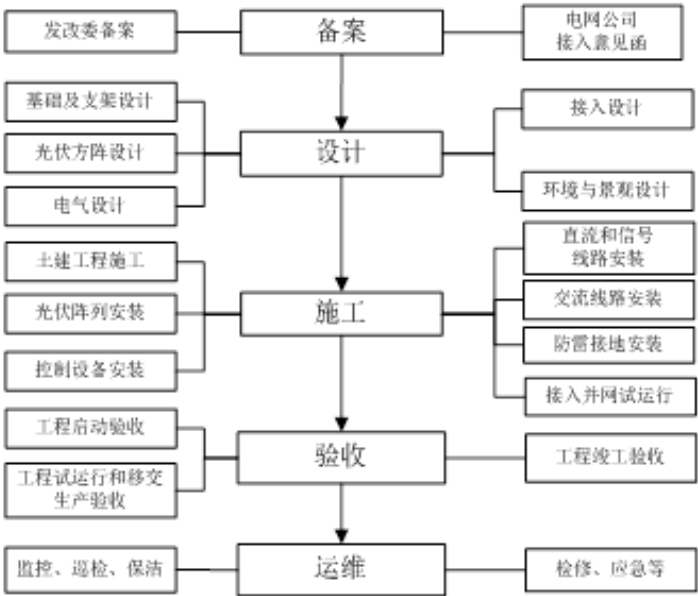 发改委备案
备案
电网公司
接入意见函
基础及支架设计
光伏方阵设计
电气设计
设计
接入设计
环境与景观设计
土建工程施工
光伏阵列安装
控制设备安装
施工
直流和信号
线路安装
交流线路安装
防雷接地安装
接入并网试运行
工程启动验收
工程试运行和移交
生产验收
验收
工程竣工验收
监控、巡检、保洁
运维
检修、应急等